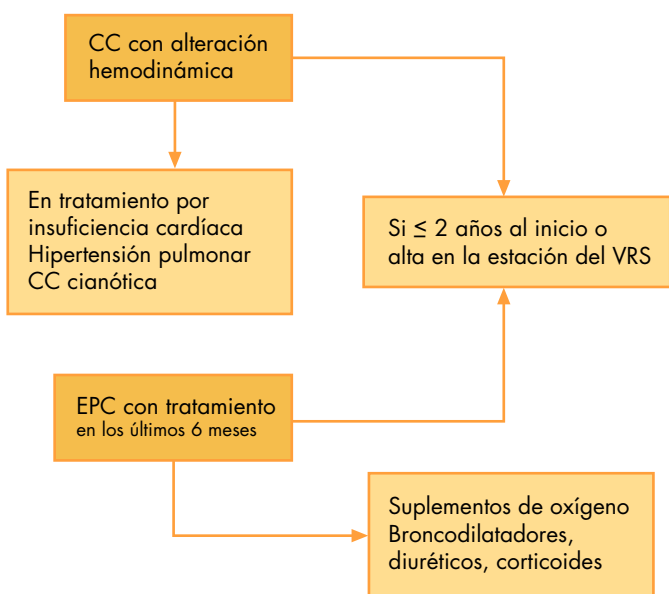 CC con alteración
hemodinámica
En tratamiento por
insuficiencia cardíaca
Hipertensión pulmonar
CC cianótica
Si ≤ 2 años al inicio o
alta en la estación del VRS
EPC con tratamiento
en los últimos 6 meses
Suplementos de oxígeno
Broncodilatadores,
diuréticos, corticoides